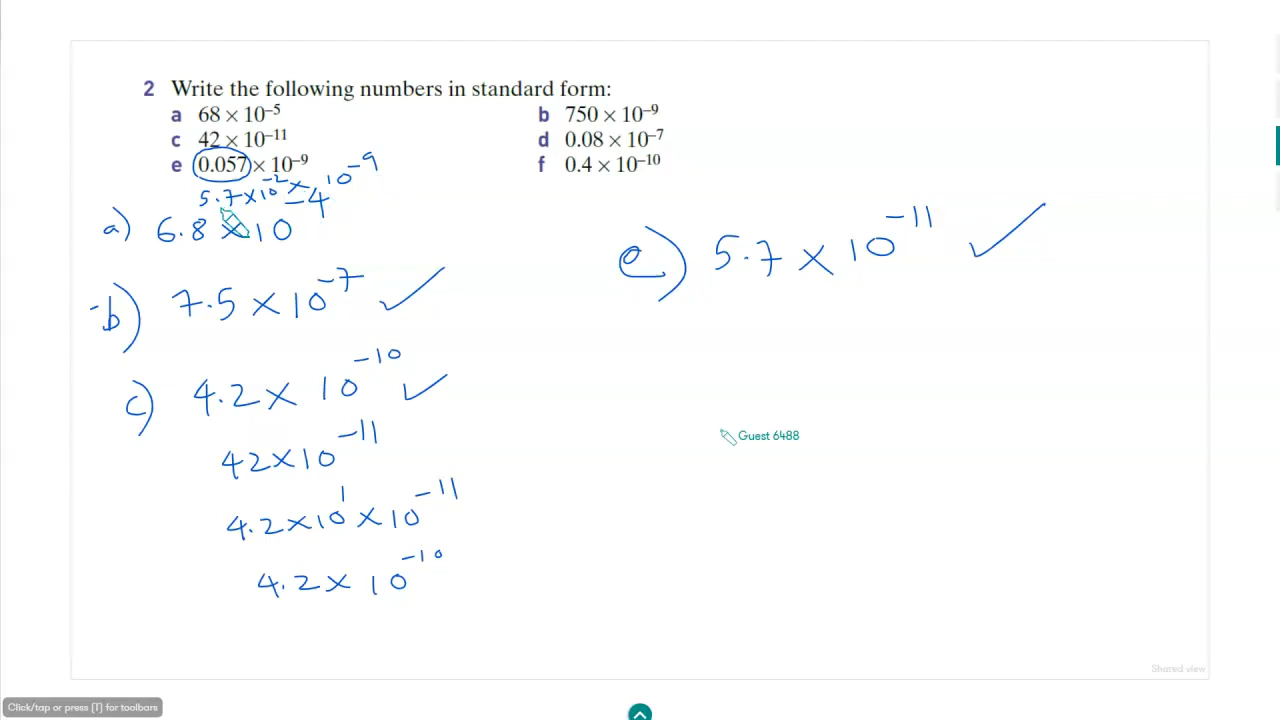 2 Write the following numbers in standard form:
a 68 × 10⁻⁵ b 750 × 10⁻⁹
c 42 × 10⁻¹¹ d 0.08 × 10⁻⁷
e 0.057 × 10⁻⁹ f 0.4 × 10⁻¹⁰
5.7 × 10⁻² × 10⁻⁹
a) 6.8 × 10⁻⁴
b) 7.5 × 10⁻⁷ ✓
c) 4.2 × 10⁻¹⁰ ✓
42 × 10⁻¹¹
4.2 × 10¹ × 10⁻¹¹
4.2 × 10⁻¹⁰
e) 5.7 × 10⁻¹¹ ✓
Guest 6488
Shared view
Click/tap or press [T] for toolbars